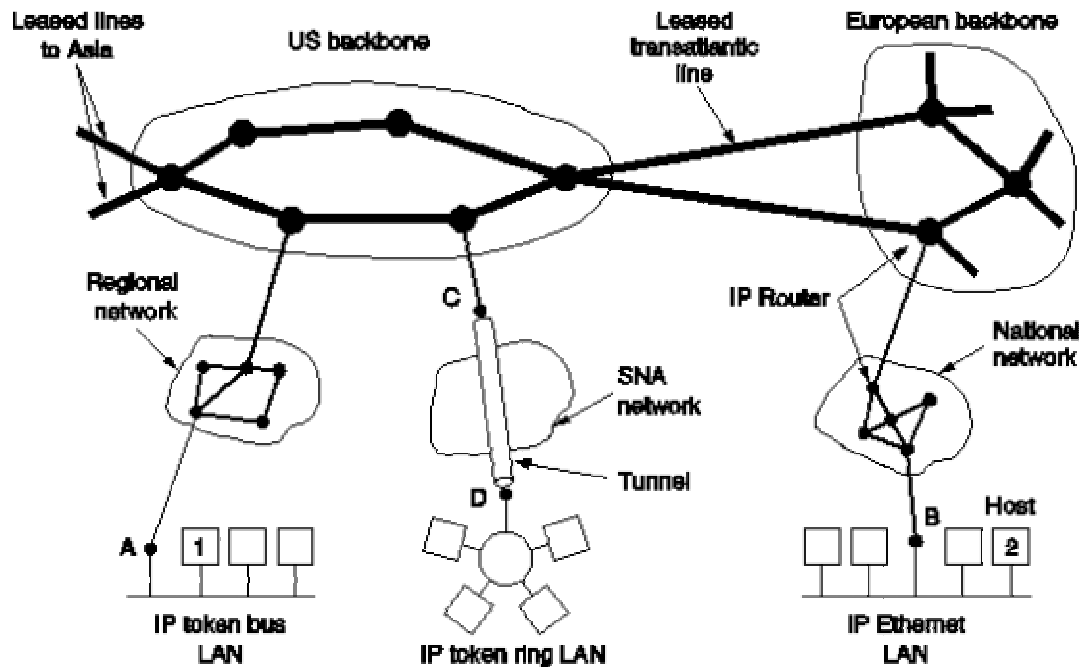 Leased lines
to Asia
US backbone
Leased
transatlantic
line
European backbone
Regional
network
C
IP Router
National
network
SNA
network
Tunnel
D
A
1
B
Host
2
IP token bus
LAN
IP token ring LAN
IP Ethernet
LAN